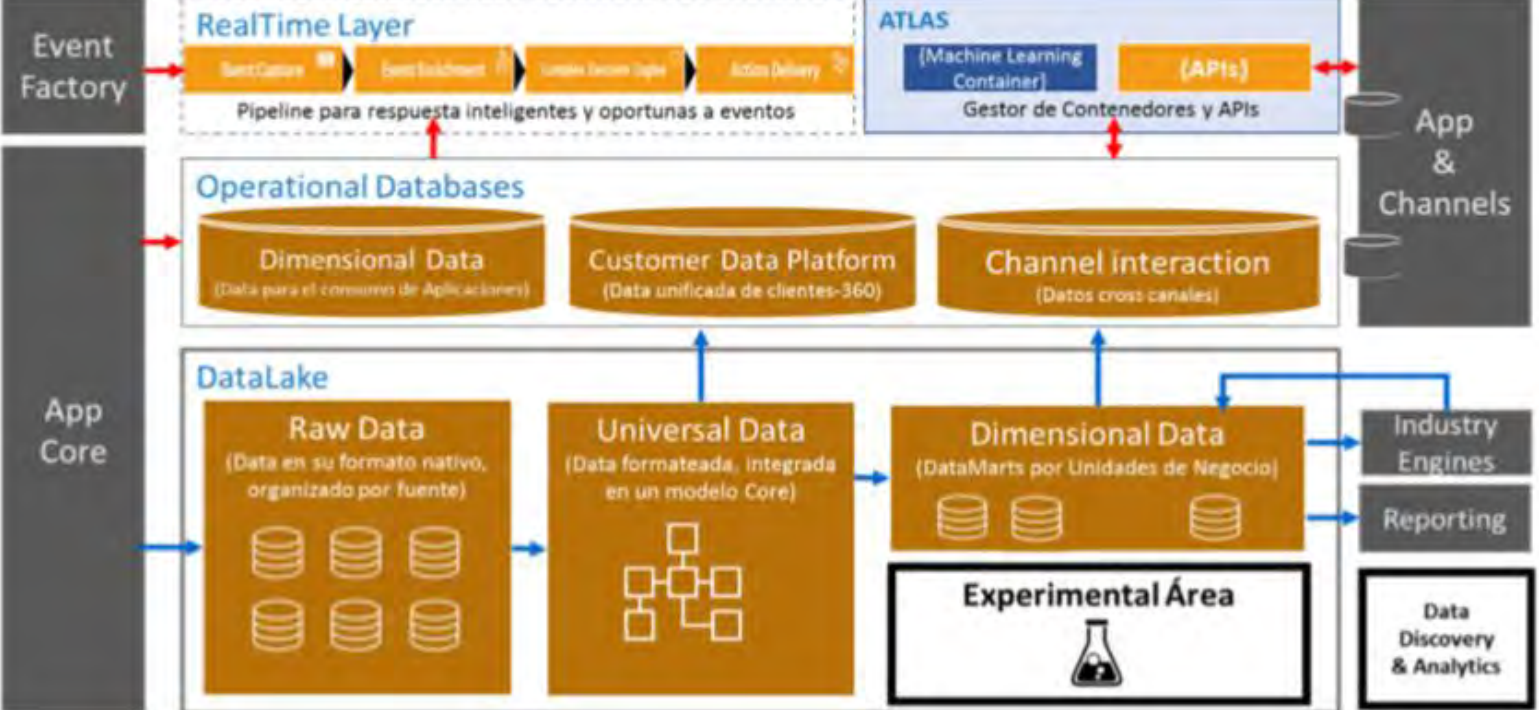 Event
Factory
RealTime Layer
Event Capture
Event Enrichment
Complex Decision Engine
Action Delivery
Pipeline para respuesta inteligentes y oportunas a eventos
ATLAS
{Machine Learning
Container}
{APIs}
Gestor de Contenedores y APIs
App
&
Channels
App
Core
Operational Databases
Dimensional Data
(Data para el consumo de Aplicaciones)
Customer Data Platform
(Data unificada de clientes-360)
Channel interaction
(Datos cross canales)
DataLake
Raw Data
(Data en su formato nativo,
organizado por fuente)
Universal Data
(Data formateada, integrada
en un modelo Core)
Dimensional Data
(DataMarts por Unidades de Negocio)
Industry
Engines
Reporting
Experimental Área
?
Data
Discovery
& Analytics